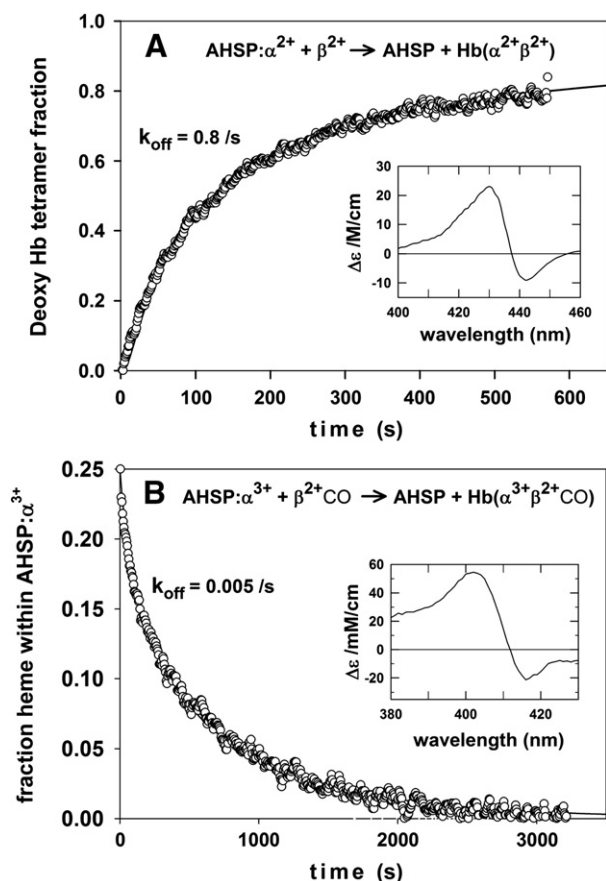 A AHSP:α²⁺ + β²⁺ → AHSP + Hb(α²⁺β²⁺)
1.0
0.8
0.6
0.4
0.2
0.0
Deoxy Hb tetramer fraction
k_off = 0.8 /s
30
20
10
0
-10
Δε /M/cm
400 420 440 460
wavelength (nm)
0 100 200 300 400 500 600
time (s)
B AHSP:α³⁺ + β²⁺CO → AHSP + Hb(α³⁺β²⁺CO)
0.25
0.20
0.15
0.10
0.05
0.00
fraction heme within AHSP:α³⁺
k_off = 0.005 /s
60
40
20
0
-20
Δε /mM/cm
380 400 420
wavelength (nm)
0 1000 2000 3000
time (s)